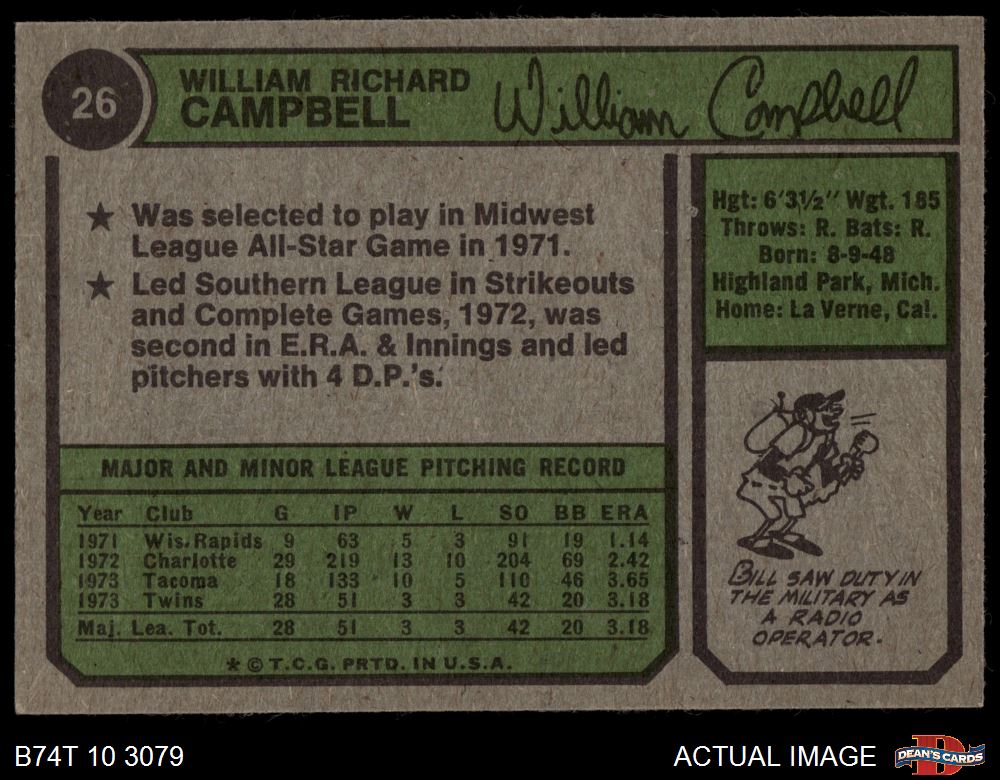 26
WILLIAM RICHARD
CAMPBELL
William Campbell
★ Was selected to play in Midwest
League All-Star Game in 1971.
★ Led Southern League in Strikeouts
and Complete Games, 1972, was
second in E.R.A. & Innings and led
pitchers with 4 D.P.'s.
Hgt: 6'3½" Wgt. 185
Throws: R. Bats: R.
Born: 8-9-48
Highland Park, Mich.
Home: La Verne, Cal.
MAJOR AND MINOR LEAGUE PITCHING RECORD
Year Club G IP W L SO BB ERA
1971 Wis. Rapids 9 63 5 3 91 19 1.14
1972 Charlotte 29 219 13 10 204 69 2.42
1973 Tacoma 18 133 10 5 110 46 3.65
1973 Twins 28 51 3 3 42 20 3.18
Maj. Lea. Tot. 28 51 3 3 42 20 3.18
* © T.C.G. PRTD. IN U.S.A.
BILL SAW DUTY IN
THE MILITARY AS
A RADIO
OPERATOR.
B74T 10 3079
ACTUAL IMAGE
D
DEAN'S CARDS